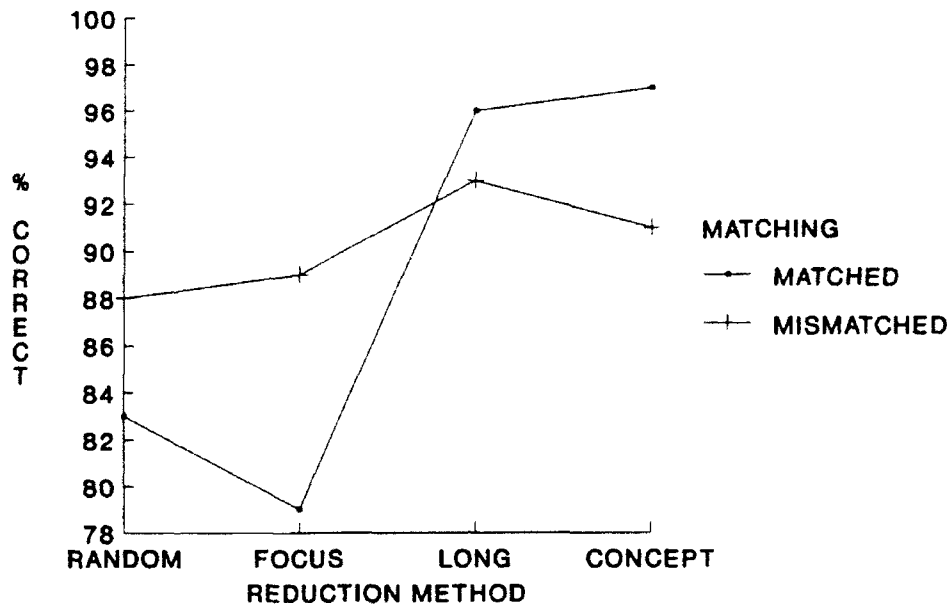 100
98
96
94
92
90
88
86
84
82
80
78
% CORRECT
RANDOM FOCUS LONG CONCEPT
REDUCTION METHOD
MATCHING
MATCHED
MISMATCHED